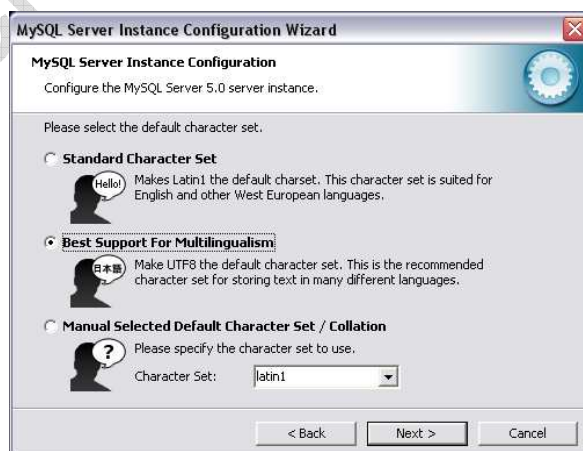 MySQL Server Instance Configuration Wizard
MySQL Server Instance Configuration
Configure the MySQL Server 5.0 server instance.
Please select the default character set.
Standard Character Set
Hello!
Makes Latin1 the default charset. This character set is suited for
English and other West European languages.
Best Support For Multilingualism
日本語
Make UTF8 the default character set. This is the recommended
character set for storing text in many different languages.
Manual Selected Default Character Set / Collation
?
Please specify the character set to use.
Character Set: latin1
< Back Next > Cancel